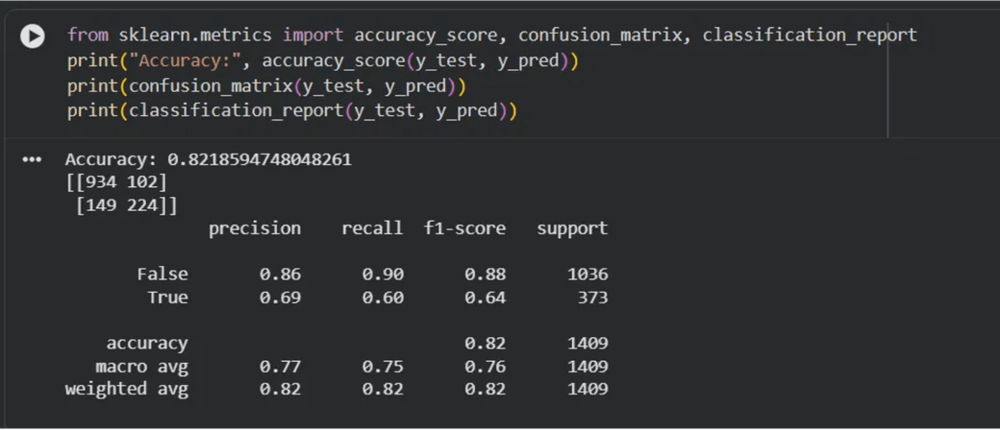 from sklearn.metrics import accuracy_score, confusion_matrix, classification_report
print("Accuracy:", accuracy_score(y_test, y_pred))
print(confusion_matrix(y_test, y_pred))
print(classification_report(y_test, y_pred))
Accuracy: 0.8218594748048261
[[934 102]
 [149 224]]
              precision    recall  f1-score   support

       False       0.86      0.90      0.88      1036
        True       0.69      0.60      0.64       373

    accuracy                           0.82      1409
   macro avg       0.77      0.75      0.76      1409
weighted avg       0.82      0.82      0.82      1409